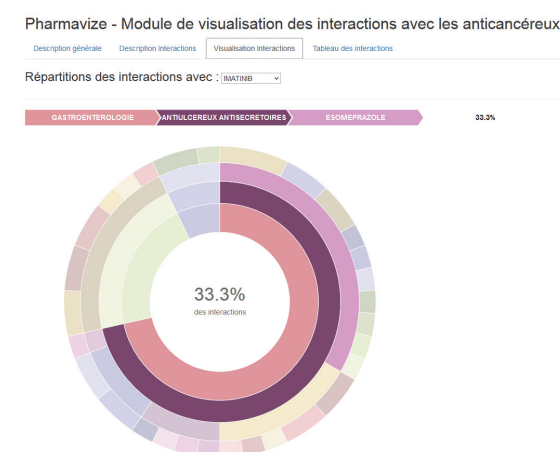 Pharmavize - Module de visualisation des interactions avec les anticancéreux
Description générale Description Interactions Visualisation Interactions Tableau des interactions
Répartitions des interactions avec : IMATINIB
GASTROENTEROLOGIE ANTIULCEREUX ANTISECRETOIRES ESOMEPRAZOLE 33.3%
33.3%
des interactions